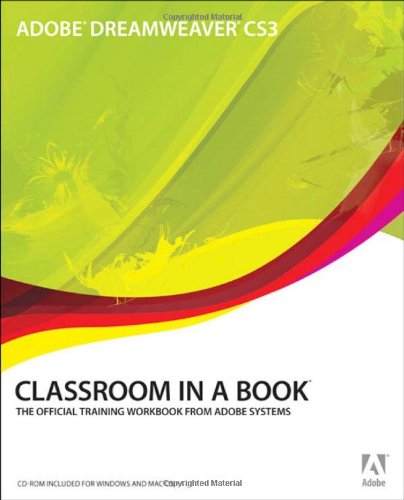 Copyrighted Material
ADOBE® DREAMWEAVER® CS3
CLASSROOM IN A BOOK®
THE OFFICIAL TRAINING WORKBOOK FROM ADOBE SYSTEMS
CD-ROM INCLUDED FOR WINDOWS AND MAC
Copyrighted Material
Adobe